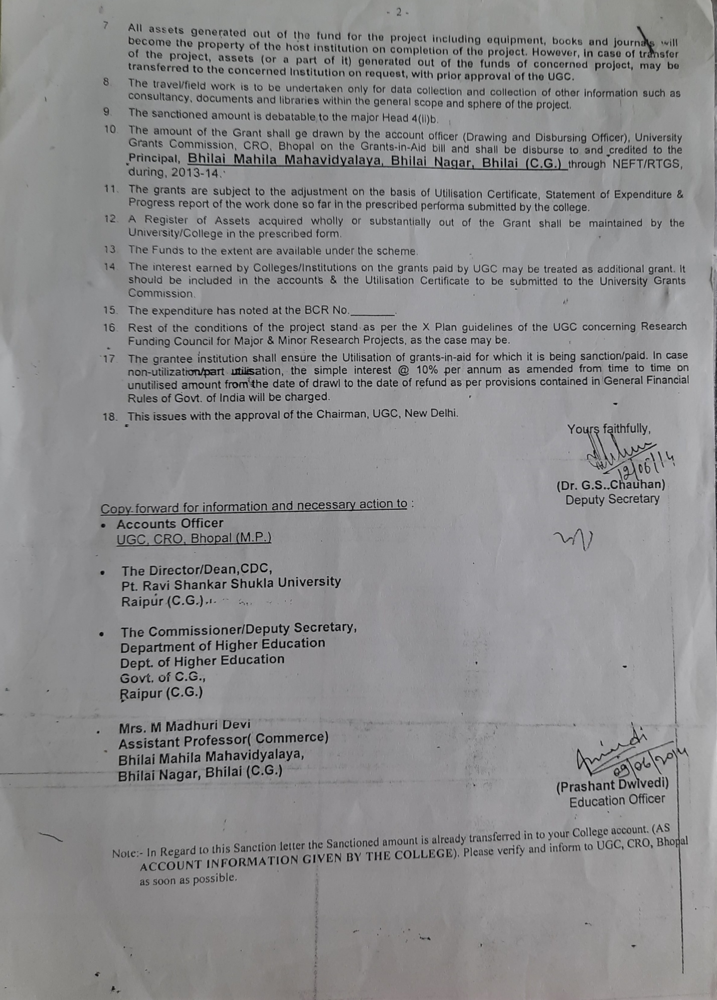 - 2 -
7 All assets generated out of the fund for the project including equipment, books and journals will
become the property of the host institution on completion of the project. However, in case of transfer
of the project, assets (or a part of it) generated out of the funds of concerned project, may be
transferred to the concerned Institution on request, with prior approval of the UGC.
8. The travel/field work is to be undertaken only for data collection and collection of other information such as
consultancy, documents and libraries within the general scope and sphere of the project.
9. The sanctioned amount is debatable to the major Head 4(ii)b.
10. The amount of the Grant shall ge drawn by the account officer (Drawing and Disbursing Officer), University
Grants Commission, CRO, Bhopal on the Grants-in-Aid bill and shall be disburse to and credited to the
Principal, Bhilai Mahila Mahavidyalaya, Bhilai Nagar, Bhilai (C.G.) through NEFT/RTGS,
during, 2013-14.
11. The grants are subject to the adjustment on the basis of Utilisation Certificate, Statement of Expenditure &
Progress report of the work done so far in the prescribed performa submitted by the college.
12. A Register of Assets acquired wholly or substantially out of the Grant shall be maintained by the
University/College in the prescribed form.
13. The Funds to the extent are available under the scheme.
14. The interest earned by Colleges/Institutions on the grants paid by UGC may be treated as additional grant. It
should be included in the accounts & the Utilisation Certificate to be submitted to the University Grants
Commission.
15. The expenditure has noted at the BCR No.________.
16. Rest of the conditions of the project stand as per the X Plan guidelines of the UGC concerning Research
Funding Council for Major & Minor Research Projects, as the case may be.
17. The grantee institution shall ensure the Utilisation of grants-in-aid for which it is being sanction/paid. In case
non-utilization/part utilisation, the simple interest @ 10% per annum as amended from time to time on
unutilised amount from the date of drawl to the date of refund as per provisions contained in General Financial
Rules of Govt. of India will be charged.
18. This issues with the approval of the Chairman, UGC, New Delhi.
Yours faithfully,
12/06/14
(Dr. G.S. Chauhan)
Deputy Secretary
Copy forward for information and necessary action to :
• Accounts Officer
UGC, CRO, Bhopal (M.P.)
• The Director/Dean,CDC,
Pt. Ravi Shankar Shukla University
Raipur (C.G.)
• The Commissioner/Deputy Secretary,
Department of Higher Education
Dept. of Higher Education
Govt. of C.G.,
Raipur (C.G.)
. Mrs. M Madhuri Devi
Assistant Professor( Commerce)
Bhilai Mahila Mahavidyalaya,
Bhilai Nagar, Bhilai (C.G.)
09/06/2014
(Prashant Dwivedi)
Education Officer
Note:- In Regard to this Sanction letter the Sanctioned amount is already transferred in to your College account. (AS
ACCOUNT INFORMATION GIVEN BY THE COLLEGE). Please verify and inform to UGC, CRO, Bhopal
as soon as possible.